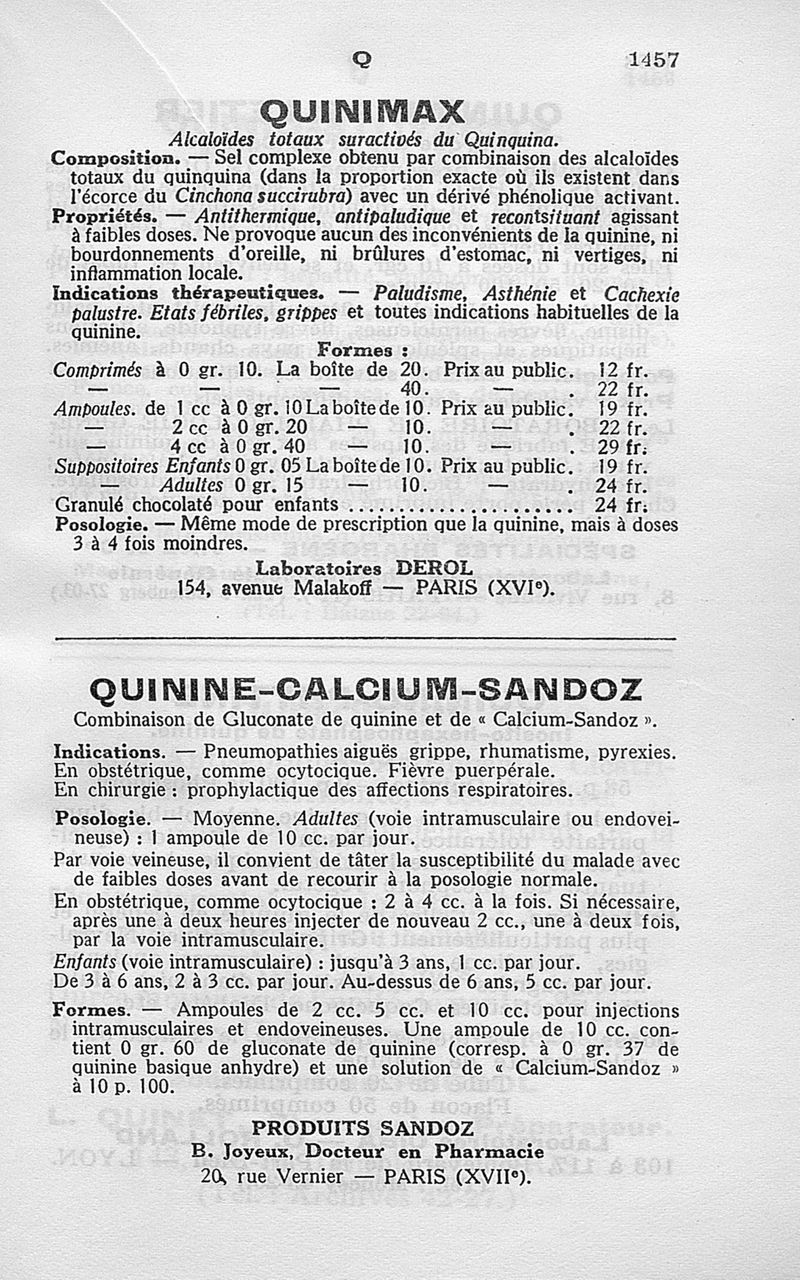 Q 1457
QUINIMAX
Alcaloïdes totaux suractivés du Quinquina.
Composition. — Sel complexe obtenu par combinaison des alcaloïdes
totaux du quinquina (dans la proportion exacte où ils existent dans
l'écorce du Cinchona succirubra) avec un dérivé phénolique activant.
Propriétés. — Antithermique, antipaludique et recontsituant agissant
à faibles doses. Ne provoque aucun des inconvénients de la quinine, ni
bourdonnements d'oreille, ni brûlures d'estomac, ni vertiges, ni
inflammation locale.
Indications thérapeutiques. — Paludisme, Asthénie et Cachexie
palustre. Etats fébriles, grippes et toutes indications habituelles de la
quinine.
Formes :
Comprimés à 0 gr. 10. La boîte de 20. Prix au public. 12 fr.
— — — 40. — . 22 fr.
Ampoules. de 1 cc à 0 gr. 10 La boîte de 10. Prix au public. 19 fr.
— 2 cc à 0 gr. 20 — 10. — . 22 fr.
— 4 cc à 0 gr. 40 — 10. — . 29 fr.
Suppositoires Enfants 0 gr. 05 La boîte de 10. Prix au public. 19 fr.
— Adultes 0 gr. 15 — 10. — . 24 fr.
Granulé chocolaté pour enfants ....................... 24 fr.
Posologie. — Même mode de prescription que la quinine, mais à doses
3 à 4 fois moindres.
Laboratoires DEROL
154, avenue Malakoff — PARIS (XVIe).
QUININE-CALCIUM-SANDOZ
Combinaison de Gluconate de quinine et de « Calcium-Sandoz ».
Indications. — Pneumopathies aiguës grippe, rhumatisme, pyrexies.
En obstétrique, comme ocytocique. Fièvre puerpérale.
En chirurgie : prophylactique des affections respiratoires.
Posologie. — Moyenne. Adultes (voie intramusculaire ou endovei-
neuse) : 1 ampoule de 10 cc. par jour.
Par voie veineuse, il convient de tâter la susceptibilité du malade avec
de faibles doses avant de recourir à la posologie normale.
En obstétrique, comme ocytocique : 2 à 4 cc. à la fois. Si nécessaire,
après une à deux heures injecter de nouveau 2 cc., une à deux fois,
par la voie intramusculaire.
Enfants (voie intramusculaire) : jusqu'à 3 ans, 1 cc. par jour.
De 3 à 6 ans, 2 à 3 cc. par jour. Au-dessus de 6 ans, 5 cc. par jour.
Formes. — Ampoules de 2 cc. 5 cc. et 10 cc. pour injections
intramusculaires et endoveineuses. Une ampoule de 10 cc. con-
tient 0 gr. 60 de gluconate de quinine (corresp. à 0 gr. 37 de
quinine basique anhydre) et une solution de « Calcium-Sandoz »
à 10 p. 100.
PRODUITS SANDOZ
B. Joyeux, Docteur en Pharmacie
20, rue Vernier — PARIS (XVIIe).